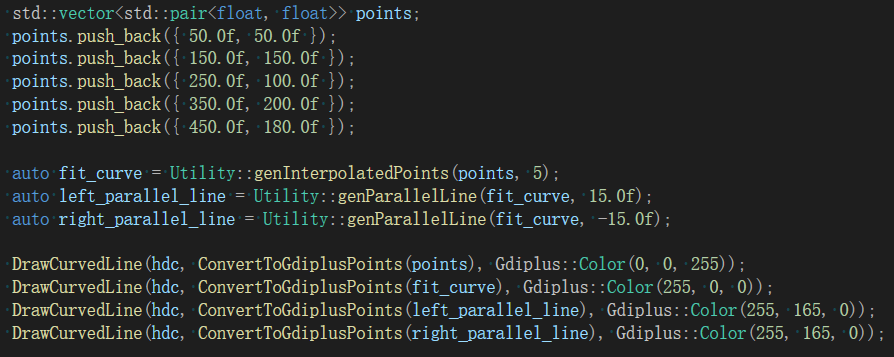 std::vector<std::pair<float, float>> points;
points.push_back({ 50.0f, 50.0f });
points.push_back({ 150.0f, 150.0f });
points.push_back({ 250.0f, 100.0f });
points.push_back({ 350.0f, 200.0f });
points.push_back({ 450.0f, 180.0f });
auto fit_curve = Utility::genInterpolatedPoints(points, 5);
auto left_parallel_line = Utility::genParallelLine(fit_curve, 15.0f);
auto right_parallel_line = Utility::genParallelLine(fit_curve, -15.0f);
DrawCurvedLine(hdc, ConvertToGdiplusPoints(points), Gdiplus::Color(0, 0, 255));
DrawCurvedLine(hdc, ConvertToGdiplusPoints(fit_curve), Gdiplus::Color(255, 0, 0));
DrawCurvedLine(hdc, ConvertToGdiplusPoints(left_parallel_line), Gdiplus::Color(255, 165, 0));
DrawCurvedLine(hdc, ConvertToGdiplusPoints(right_parallel_line), Gdiplus::Color(255, 165, 0));